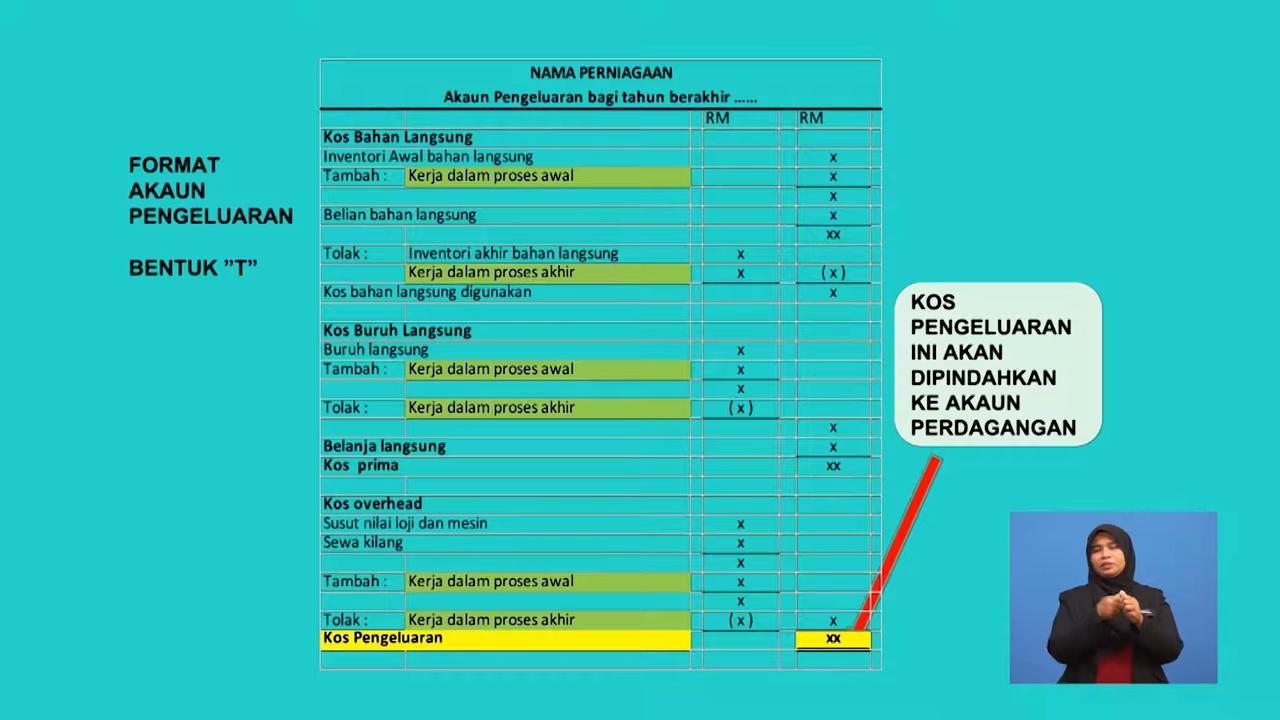 FORMAT
AKAUN
PENGELUARAN
BENTUK ”T”
NAMA PERNIAGAAN
Akaun Pengeluaran bagi tahun berakhir ......
RM RM
Kos Bahan Langsung
Inventori Awal bahan langsung x
Tambah : Kerja dalam proses awal x
x
Belian bahan langsung x
xx
Tolak : Inventori akhir bahan langsung x
Kerja dalam proses akhir x ( x )
Kos bahan langsung digunakan x
Kos Buruh Langsung
Buruh langsung x
Tambah : Kerja dalam proses awal x
x
Tolak : Kerja dalam proses akhir ( x )
x
Belanja langsung x
Kos prima xx
Kos overhead
Susut nilai loji dan mesin x
Sewa kilang x
x
Tambah : Kerja dalam proses awal x
x
Tolak : Kerja dalam proses akhir ( x ) x
Kos Pengeluaran xx
KOS
PENGELUARAN
INI AKAN
DIPINDAHKAN
KE AKAUN
PERDAGANGAN